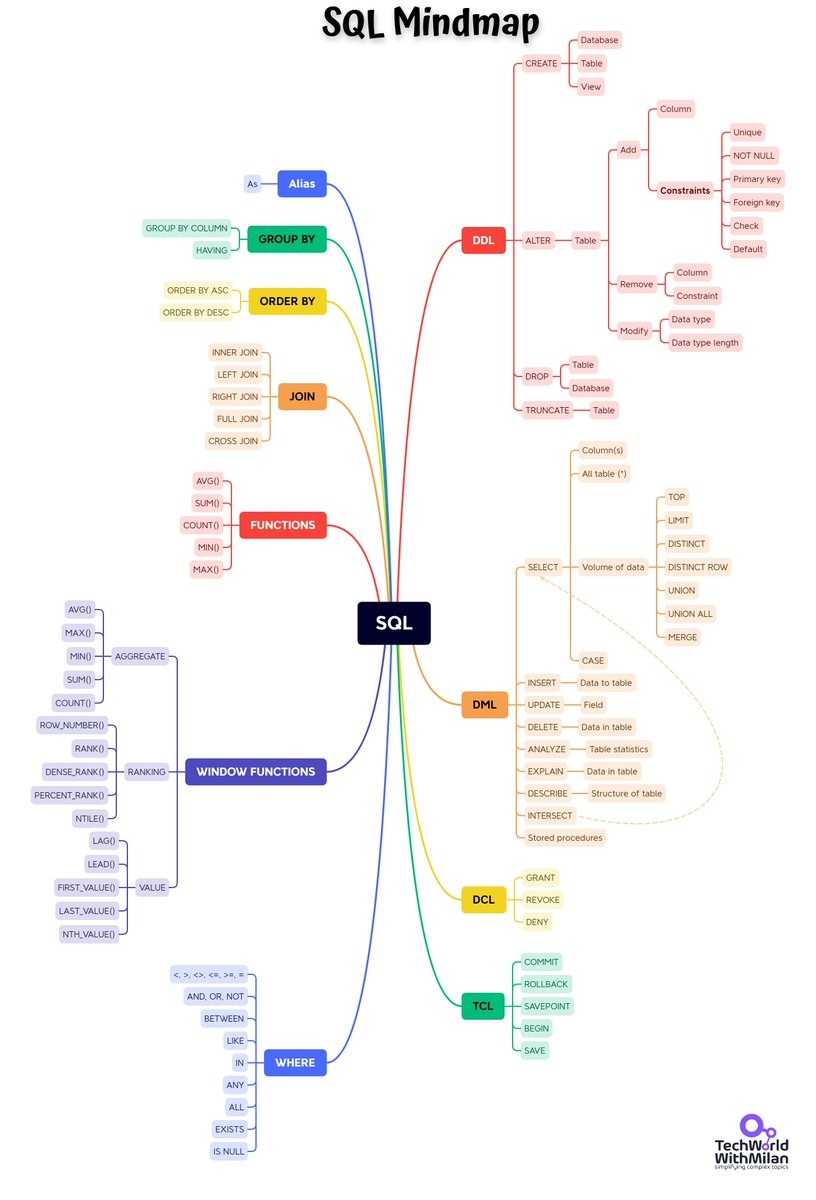 SQL Mindmap
Alias
As
GROUP BY
GROUP BY COLUMN
HAVING
ORDER BY
ORDER BY ASC
ORDER BY DESC
JOIN
INNER JOIN
LEFT JOIN
RIGHT JOIN
FULL JOIN
CROSS JOIN
FUNCTIONS
AVG()
SUM()
COUNT()
MIN()
MAX()
SQL
WINDOW FUNCTIONS
AGGREGATE
AVG()
MAX()
MIN()
SUM()
COUNT()
RANKING
ROW_NUMBER()
RANK()
DENSE_RANK()
PERCENT_RANK()
NTILE()
VALUE
LAG()
LEAD()
FIRST_VALUE()
LAST_VALUE()
NTH_VALUE()
WHERE
<, >, <>, <=, >=, =
AND, OR, NOT
BETWEEN
LIKE
IN
ANY
ALL
EXISTS
IS NULL
DDL
CREATE
Database
Table
View
ALTER
Table
Add
Column
Constraints
Unique
NOT NULL
Primary key
Foreign key
Check
Default
Remove
Column
Constraint
Modify
Data type
Data type length
DROP
Table
Database
TRUNCATE
Table
DML
SELECT
Column(s)
All table (*)
Volume of data
TOP
LIMIT
DISTINCT
DISTINCT ROW
UNION
UNION ALL
MERGE
CASE
INSERT
Data to table
UPDATE
Field
DELETE
Data in table
ANALYZE
Table statistics
EXPLAIN
Data in table
DESCRIBE
Structure of table
INTERSECT
Stored procedures
DCL
GRANT
REVOKE
DENY
TCL
COMMIT
ROLLBACK
SAVEPOINT
BEGIN
SAVE
TechWorld
WithMilan
simplifying complex topics